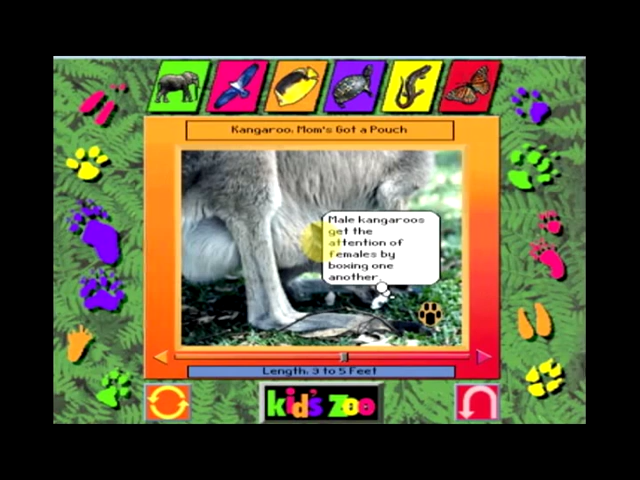 Kangaroo, Mom's Got a Pouch
Male kangaroos
get the
attention of
females by
boxing one
another.
Length, 3 to 5 Feet
kid's Zoo